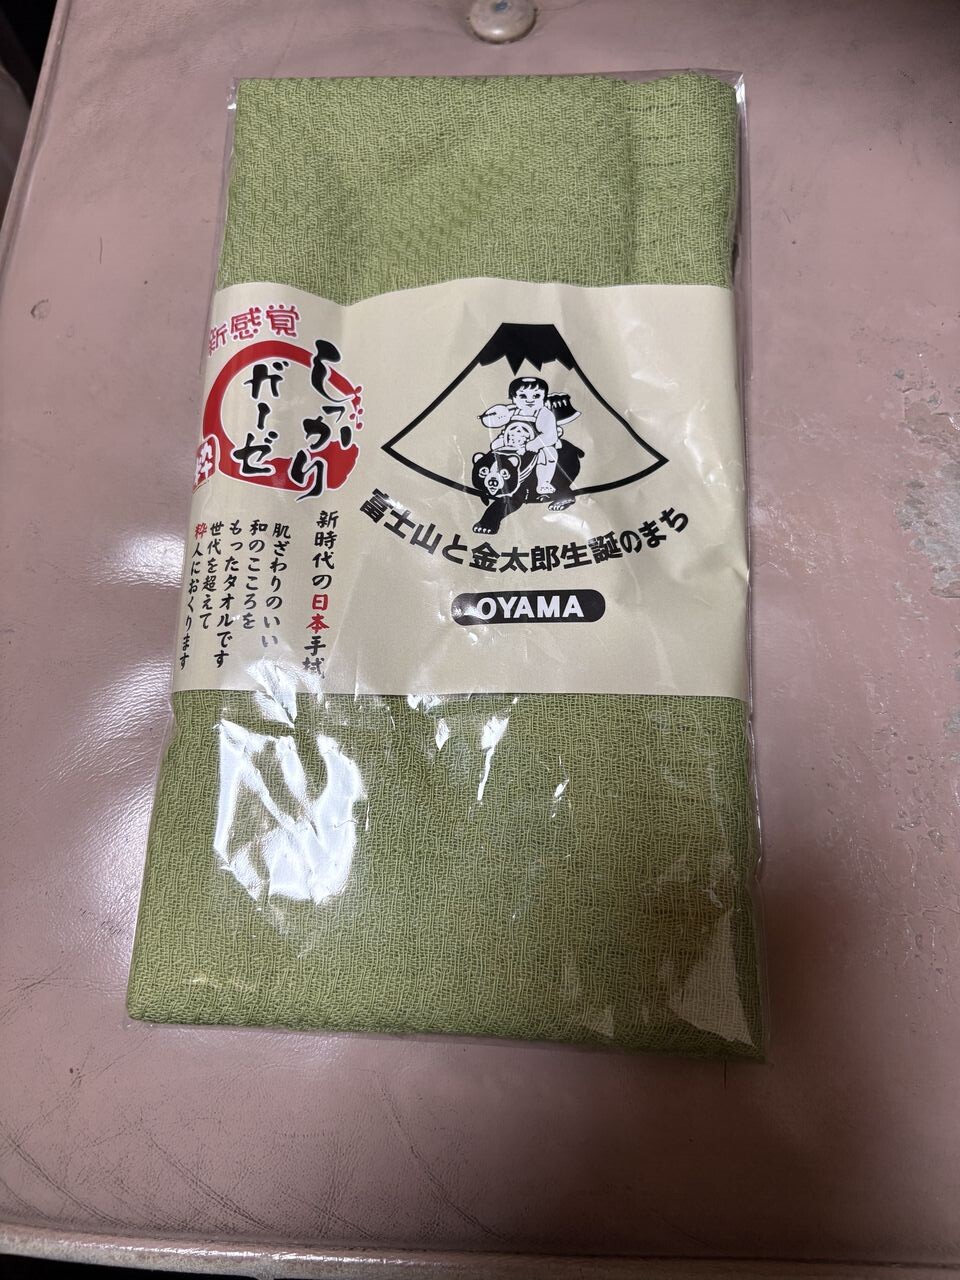 新感覚
しっかり
ガーゼ
粋
新時代の日本手拭
肌ざわりのいい
和のこころを
もったタオルです
世代を超えて
粋人におくります
金
富士山と金太郎生誕のまち
OYAMA